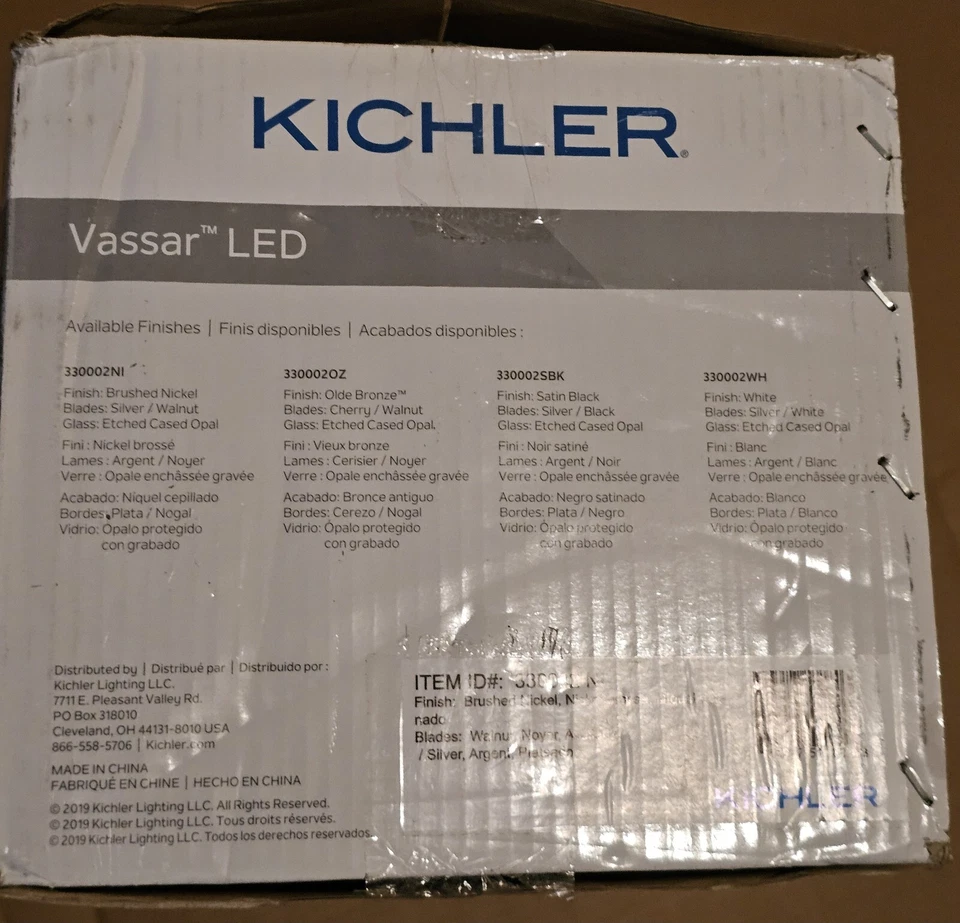 KICHLER®
Vassar™ LED
Available Finishes | Finis disponibles | Acabados disponibles :
330002NI
Finish: Brushed Nickel
Blades: Silver / Walnut
Glass: Etched Cased Opal
Fini : Nickel brossé
Lames : Argent / Noyer
Verre : Opale enchâssée gravée
Acabado: Níquel cepillado
Bordes: Plata / Nogal
Vidrio: Ópalo protegido
con grabado
330002OZ
Finish: Olde Bronze™
Blades: Cherry / Walnut
Glass: Etched Cased Opal.
Fini : Vieux bronze
Lames : Cerisier / Noyer
Verre : Opale enchâssée gravée
Acabado: Bronce antiguo
Bordes: Cerezo / Nogal
Vidrio: Ópalo protegido
con grabado
330002SBK
Finish: Satin Black
Blades: Silver / Black
Glass: Etched Cased Opal
Fini : Noir satiné
Lames : Argent / Noir
Verre : Opale enchâssée gravée
Acabado: Negro satinado
Bordes: Plata / Negro
Vidrio: Ópalo protegido
con grabado
330002WH
Finish: White
Blades: Silver / White
Glass: Etched Cased Opal
Fini : Blanc
Lames : Argent / Blanc
Verre : Opale enchâssée gravée
Acabado: Blanco
Bordes: Plata / Blanco
Vidrio: Ópalo protegido
con grabado
Distributed by | Distribué par | Distribuido por :
Kichler Lighting LLC.
7711 E. Pleasant Valley Rd.
PO Box 318010
Cleveland, OH 44131-8010 USA
866-558-5706 | Kichler.com
MADE IN CHINA
FABRIQUÉ EN CHINE | HECHO EN CHINA
© 2019 Kichler Lighting LLC. All Rights Reserved.
© 2019 Kichler Lighting LLC. Tous droits réservés.
© 2019 Kichler Lighting LLC. Todos los derechos reservados.
ITEM ID#:
Finish: Brushed Nickel,
nado
Blades: Walnut, Noyer,
/ Silver, Argent,
KICHLER